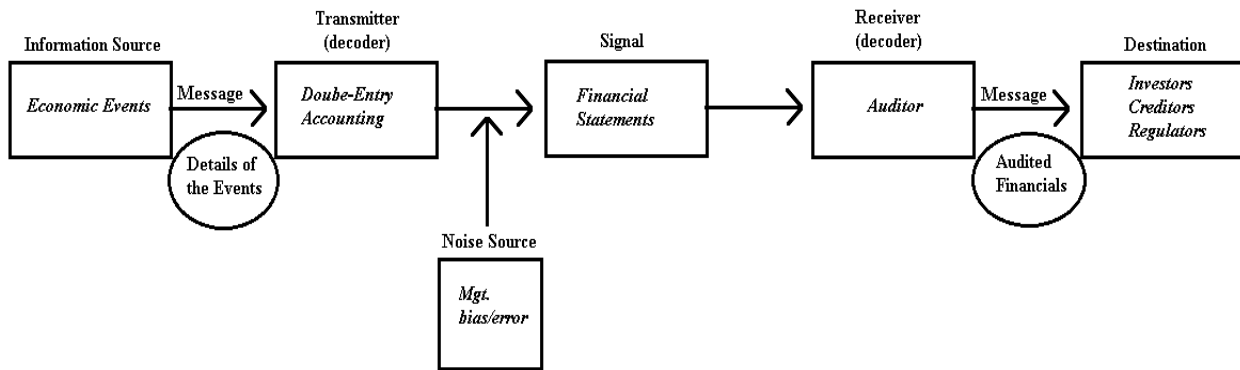 Information Source
Economic Events
Message
Details of
the Events
Transmitter
(decoder)
Doube-Entry
Accounting
Noise Source
Mgt.
bias/error
Signal
Financial
Statements
Receiver
(decoder)
Auditor
Message
Audited
Financials
Destination
Investors
Creditors
Regulators